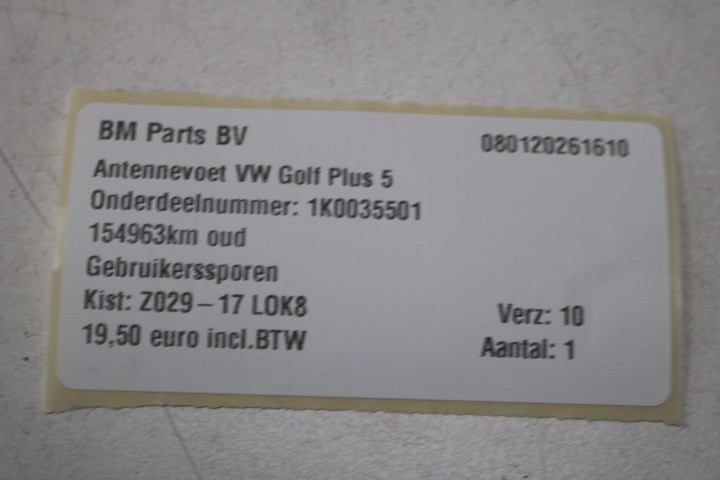 BM Parts BV 080120261610
Antennevoet VW Golf Plus 5
Onderdeelnummer: 1K0035501
154963km oud
Gebruikerssporen
Kist: Z029 – 17 LOK8 Verz: 10
19,50 euro incl.BTW Aantal: 1